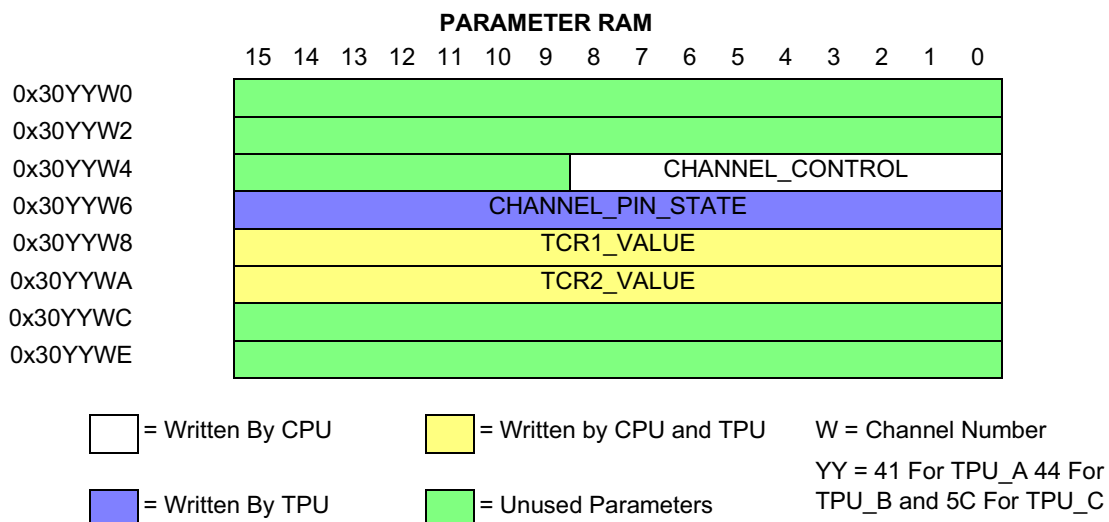 PARAMETER RAM
15 14 13 12 11 10 9 8 7 6 5 4 3 2 1 0
0x30YYW0
0x30YYW2
0x30YYW4 CHANNEL_CONTROL
0x30YYW6 CHANNEL_PIN_STATE
0x30YYW8 TCR1_VALUE
0x30YYWA TCR2_VALUE
0x30YYWC
0x30YYWE
= Written By CPU = Written by CPU and TPU W = Channel Number
YY = 41 For TPU_A 44 For
= Written By TPU = Unused Parameters TPU_B and 5C For TPU_C